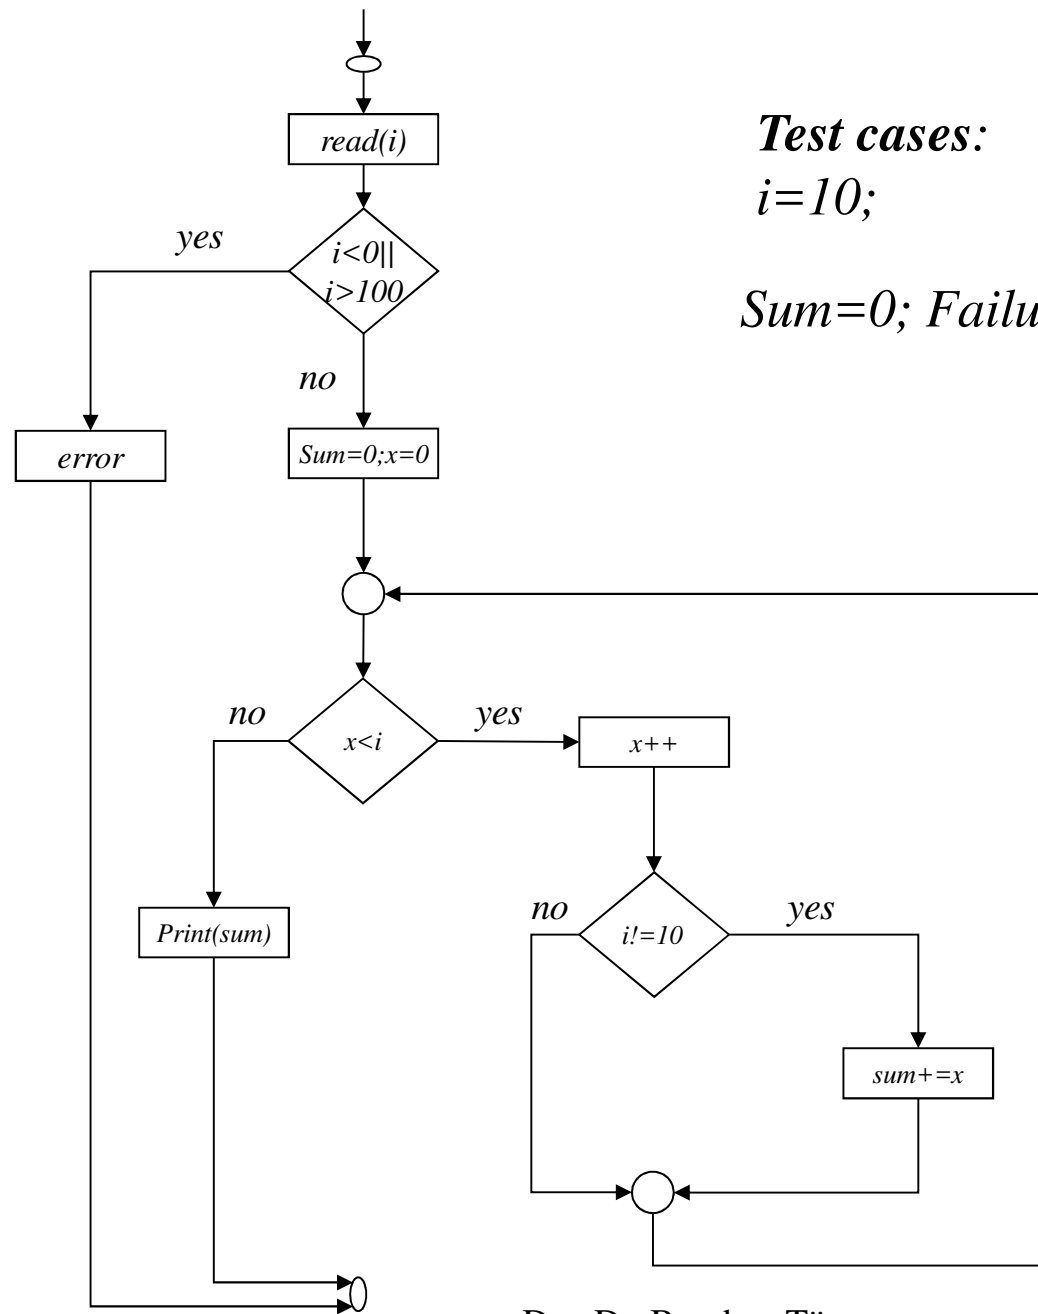 read(i)
Test cases:
i=10;
yes
i<0||
i>100
Sum=0;
no
error
Sum=0;x=0
no
yes
x<i
x++
no
yes
i!=10
Print(sum)
sum+=x